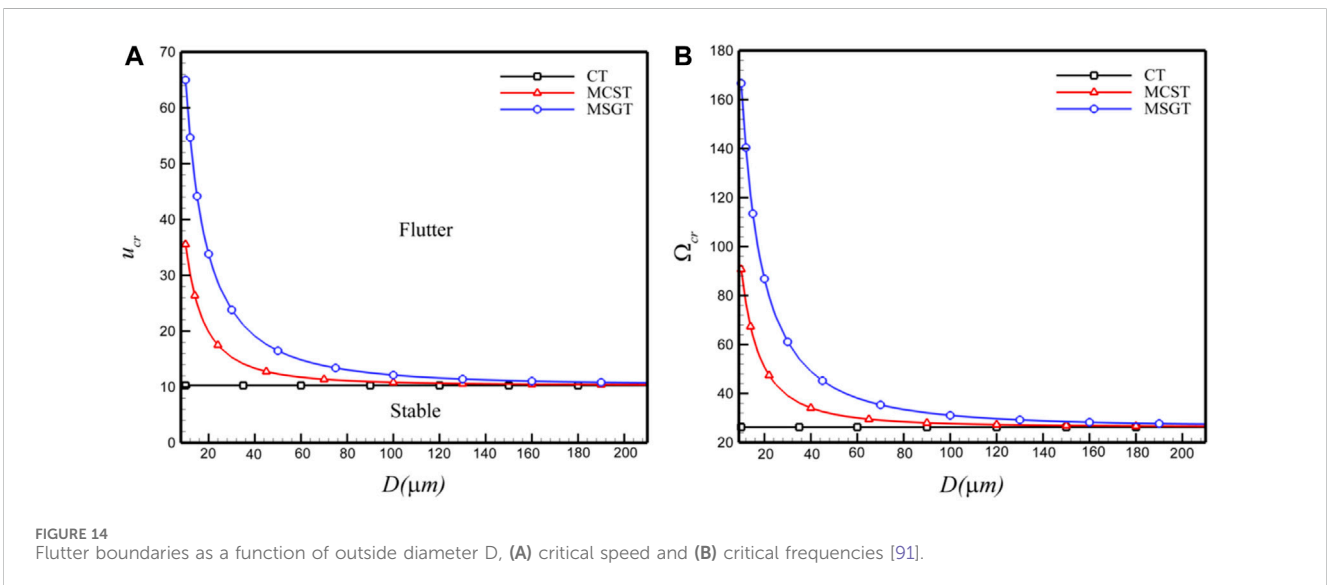 A
70
60
50
40
30
20
10
0
u_cr
CT
MCST
MSGT
Flutter
Stable
20 40 60 80 100 120 140 160 180 200
D(μm)
B
180
160
140
120
100
80
60
40
20
Ω_cr
CT
MCST
MSGT
20 40 60 80 100 120 140 160 180 200
D(μm)
FIGURE 14
Flutter boundaries as a function of outside diameter D, (A) critical speed and (B) critical frequencies [91].